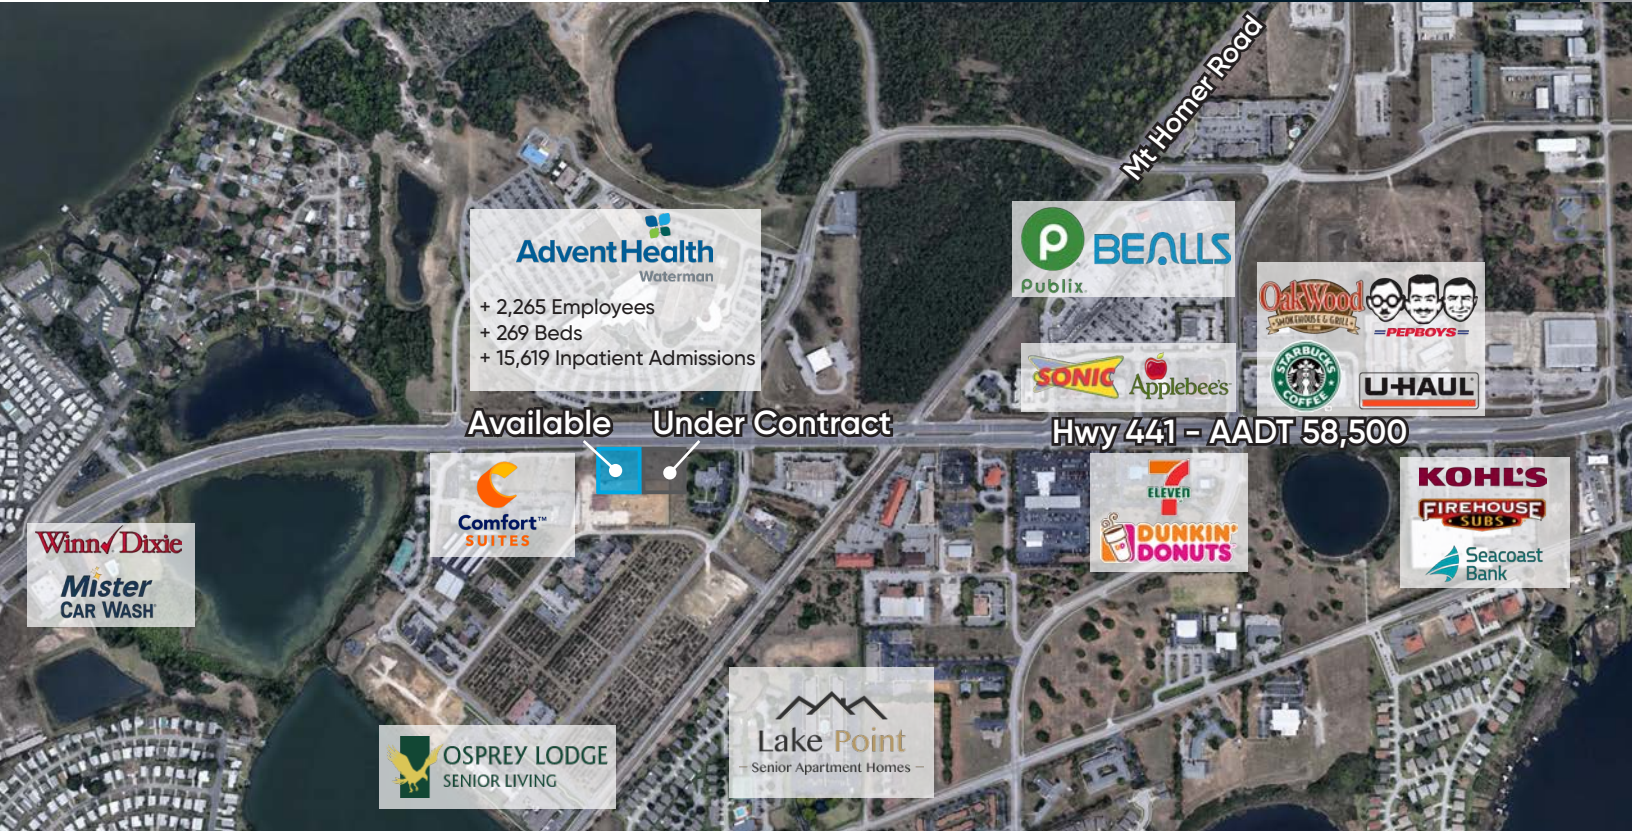 Mt Homer Road
AdventHealth
Waterman
+ 2,265 Employees
+ 269 Beds
+ 15,619 Inpatient Admissions
Publix.
BEALLS
OakWood
SMOKEHOUSE & GRILL
PEPBOYS
SONIC
Applebee's
STARBUCKS
COFFEE
U-HAUL
Available
Under Contract
Hwy 441 - AADT 58,500
Comfort™
SUITES
7
ELEVEn
DUNKIN'
DONUTS
KOHL'S
FIREHOUSE
SUBS
Seacoast
Bank
Winn Dixie
Mister
CAR WASH
OSPREY LODGE
SENIOR LIVING
Lake Point
– Senior Apartment Homes –